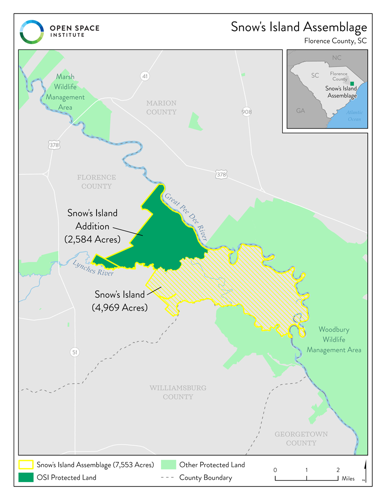 OPEN SPACE
INSTITUTE
Snow's Island Assemblage
Florence County, SC
NC
SC
Florence
County
Snow's Island
Assemblage
GA
Atlantic
Ocean
Marsh
Wildlife
Management
Area
41
MARION
COUNTY
908
378
378
FLORENCE
COUNTY
Great Pee Dee River
Snow's Island
Addition
(2,584 Acres)
Lynches River
Snow's Island
(4,969 Acres)
Woodbury
Wildlife
Management Area
51
WILLIAMSBURG
COUNTY
GEORGETOWN
COUNTY
Snow's Island Assemblage (7,553 Acres)
Other Protected Land
OSI Protected Land
County Boundary
0 1 2
Miles